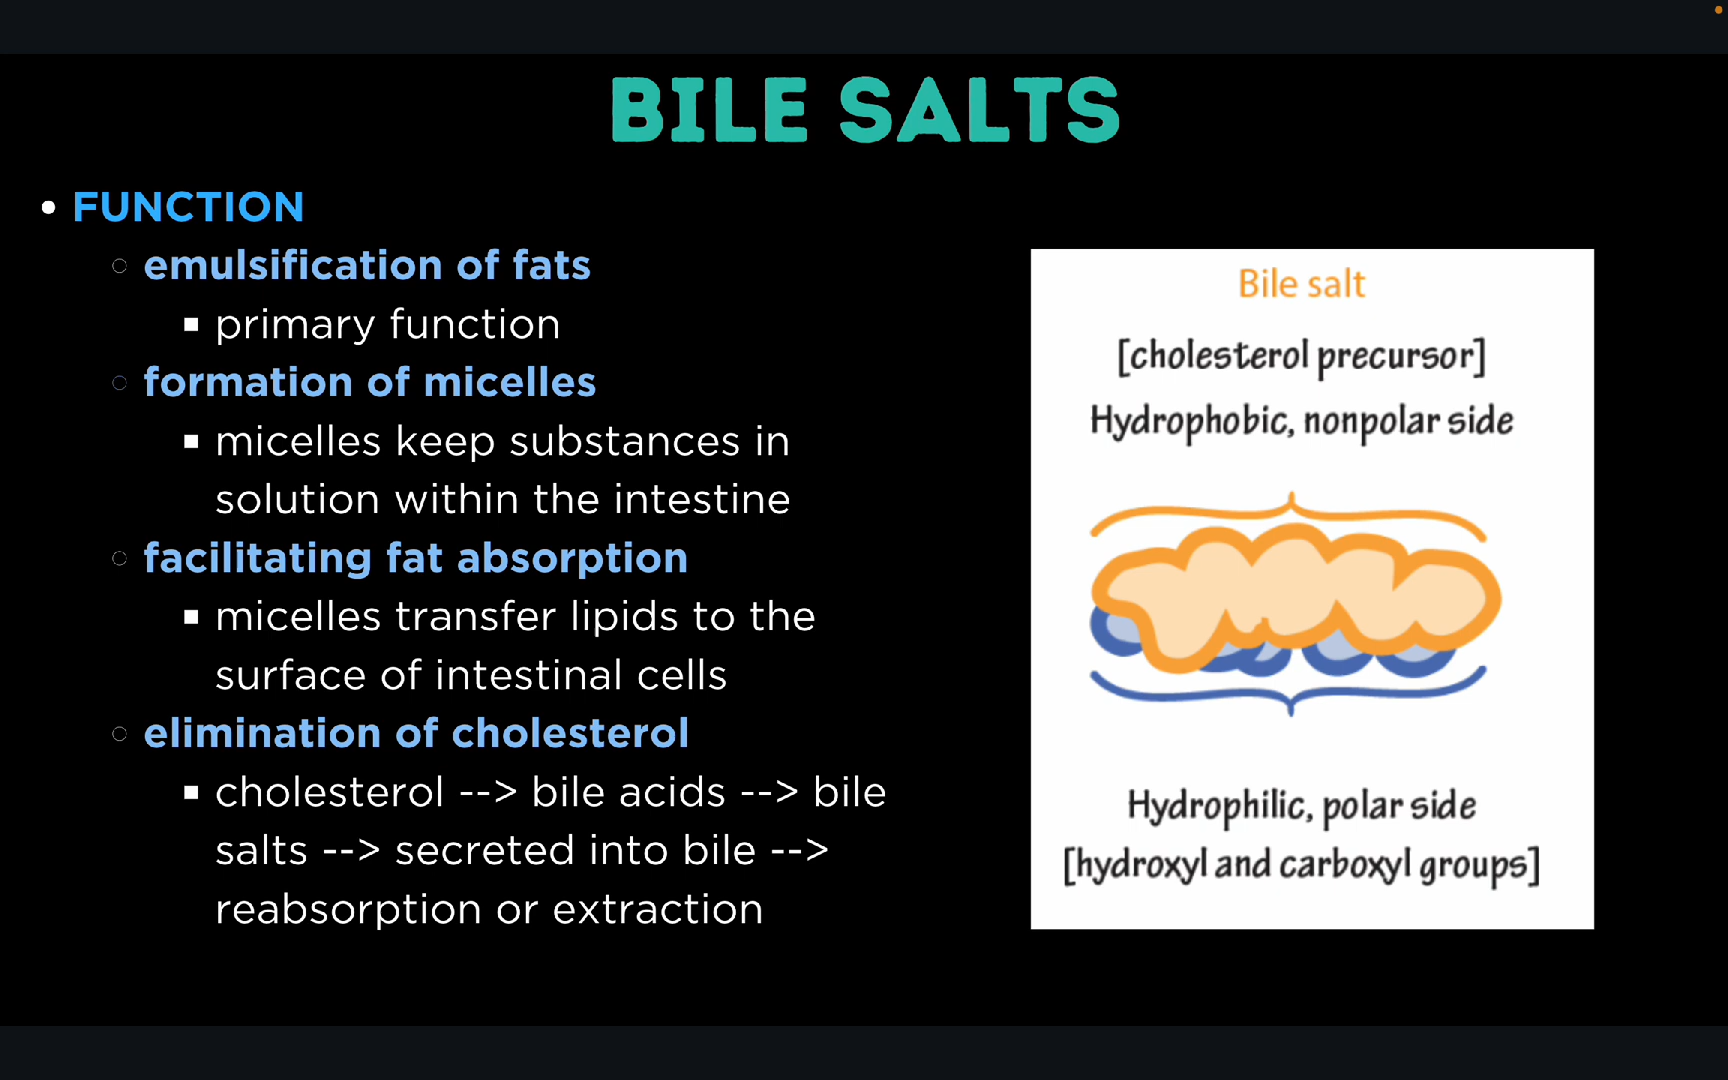 BILE SALTS
• FUNCTION
○ emulsification of fats
▪ primary function
○ formation of micelles
▪ micelles keep substances in
solution within the intestine
○ facilitating fat absorption
▪ micelles transfer lipids to the
surface of intestinal cells
○ elimination of cholesterol
▪ cholesterol --> bile acids --> bile
salts --> secreted into bile -->
reabsorption or extraction
Bile salt
[cholesterol precursor]
Hydrophobic, nonpolar side
Hydrophilic, polar side
[hydroxyl and carboxyl groups]